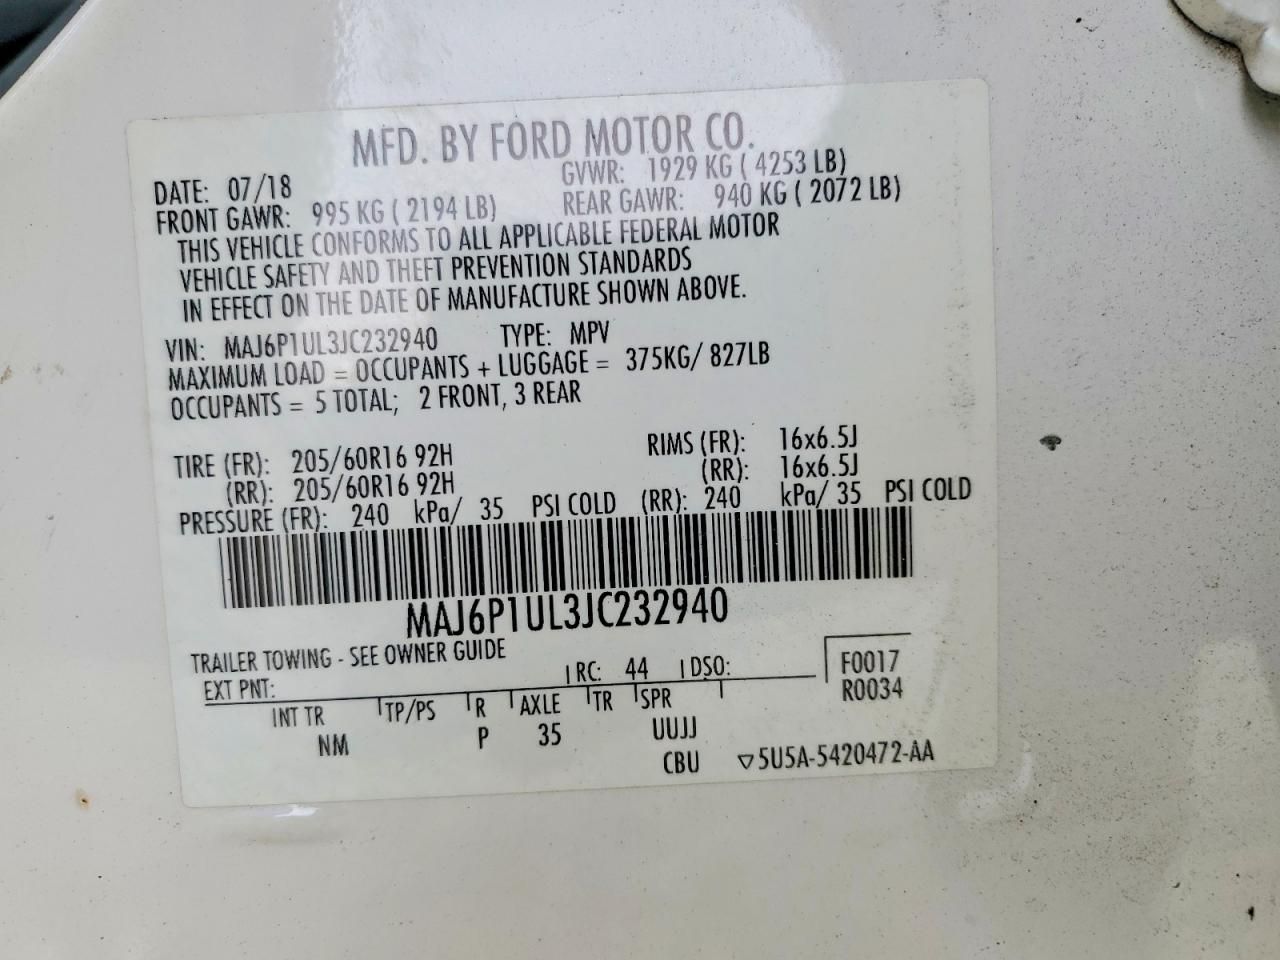 MFD. BY FORD MOTOR CO.
DATE: 07/18 GVWR: 1929 KG ( 4253 LB)
FRONT GAWR: 995 KG ( 2194 LB) REAR GAWR: 940 KG ( 2072 LB)
THIS VEHICLE CONFORMS TO ALL APPLICABLE FEDERAL MOTOR
VEHICLE SAFETY AND THEFT PREVENTION STANDARDS
IN EFFECT ON THE DATE OF MANUFACTURE SHOWN ABOVE.
VIN: MAJ6P1UL3JC232940 TYPE: MPV
MAXIMUM LOAD = OCCUPANTS + LUGGAGE = 375KG/ 827LB
OCCUPANTS = 5 TOTAL; 2 FRONT, 3 REAR
TIRE (FR): 205/60R16 92H RIMS (FR): 16x6.5J
(RR): 205/60R16 92H (RR): 16x6.5J
PRESSURE (FR): 240 kPa/ 35 PSI COLD (RR): 240 kPa/ 35 PSI COLD
MAJ6P1UL3JC232940
TRAILER TOWING - SEE OWNER GUIDE
EXT PNT: RC: 44 DSO: F0017
R0034
INT TR TP/PS R AXLE TR SPR
NM P 35 UUJJ
CBU ▽5U5A-5420472-AA